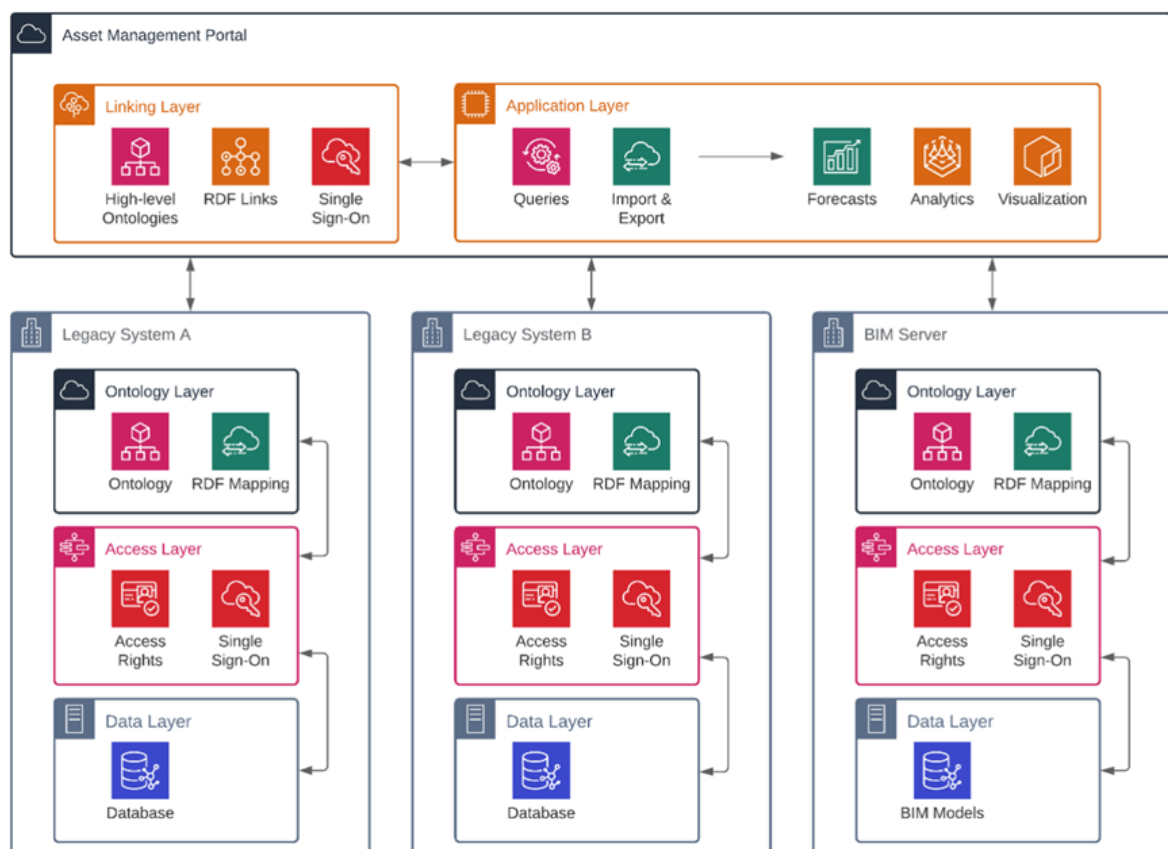 Asset Management Portal
Linking Layer
High-level
Ontologies
RDF Links
Single
Sign-On
Application Layer
Queries
Import &
Export
Forecasts
Analytics
Visualization
Legacy System A
Ontology Layer
Ontology
RDF Mapping
Access Layer
Access
Rights
Single
Sign-On
Data Layer
Database
Legacy System B
Ontology Layer
Ontology
RDF Mapping
Access Layer
Access
Rights
Single
Sign-On
Data Layer
Database
BIM Server
Ontology Layer
Ontology
RDF Mapping
Access Layer
Access
Rights
Single
Sign-On
Data Layer
BIM Models